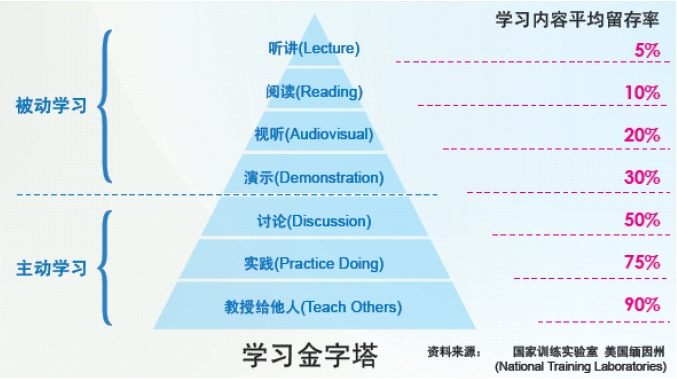 学习内容平均留存率
听讲(Lecture)
5%
阅读(Reading)
10%
被动学习
视听(Audiovisual)
20%
演示(Demonstration)
30%
讨论(Discussion)
50%
主动学习
实践(Practice Doing)
75%
教授给他人(Teach Others)
90%
学习金字塔
资料来源： 国家训练实验室 美国缅因州
(National Training Laboratories)